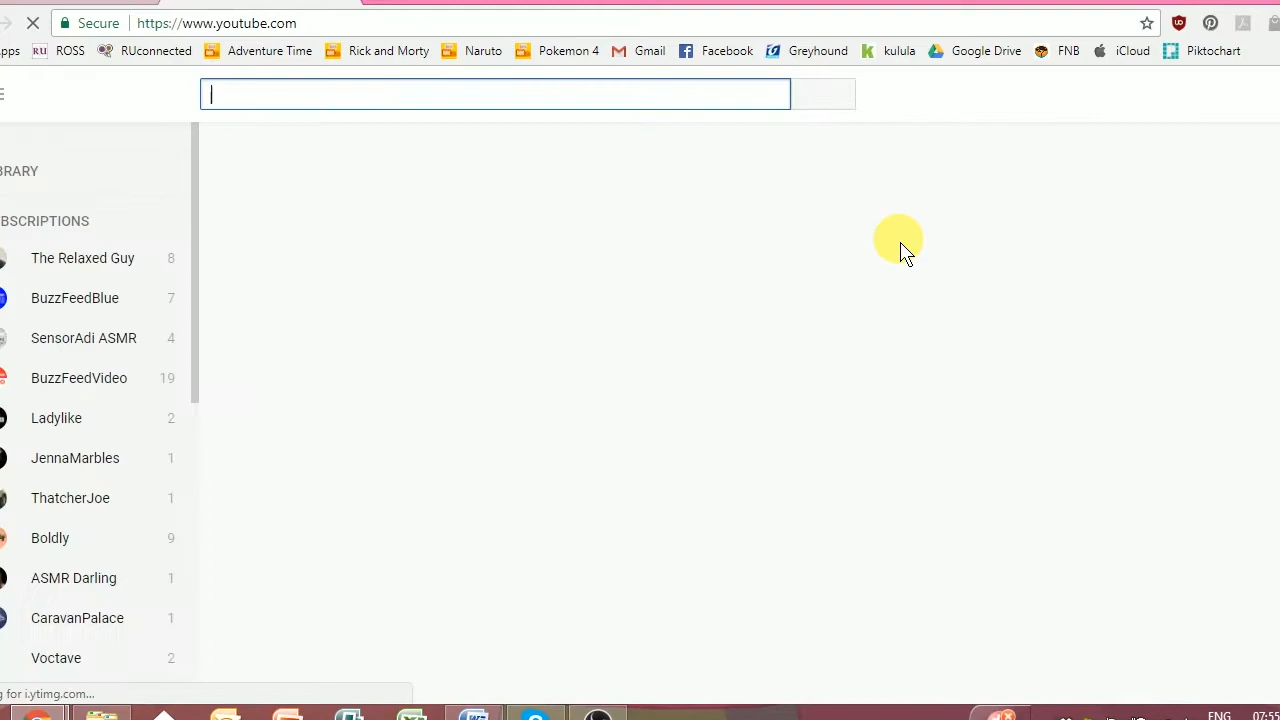 Secure https://www.youtube.com
pps RU ROSS RUconnected Adventure Time Rick and Morty Naruto Pokemon 4 Gmail Facebook Greyhound kulula Google Drive FNB iCloud Piktochart
BRARY
BSCRIPTIONS
The Relaxed Guy 8
BuzzFeedBlue 7
SensorAdi ASMR 4
BuzzFeedVideo 19
Ladylike 2
JennaMarbles 1
ThatcherJoe 1
Boldly 9
ASMR Darling 1
CaravanPalace 1
Voctave 2
g for i.ytimg.com...
ENG 07:55